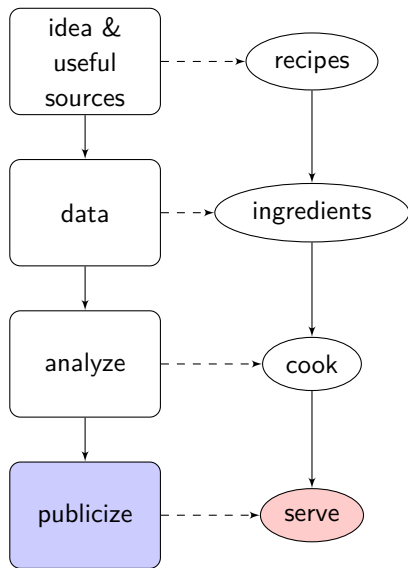 idea &
useful
sources
recipes
data
ingredients
analyze
cook
publicize
serve